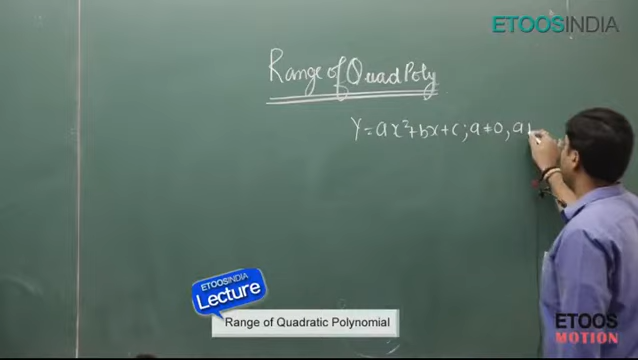 ETOOSINDIA
Range of Quad Poly
Y=ax²+bx+c; a≠0, a
ETOOSINDIA
Lecture
Range of Quadratic Polynomial
ETOOS
MOTION